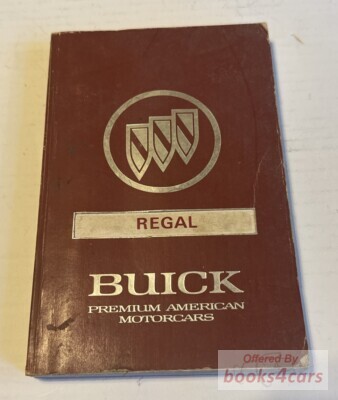 REGAL
BUICK
PREMIUM AMERICAN
MOTORCARS
Offered By
books4cars